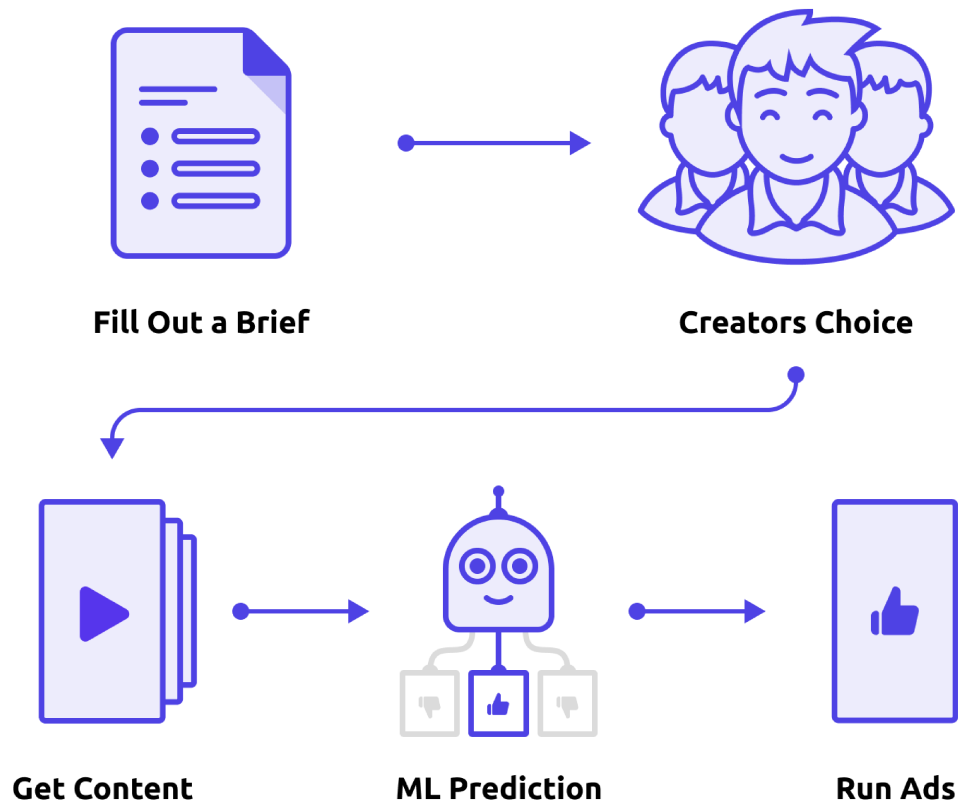 Fill Out a Brief
Creators Choice
Get Content
ML Prediction
Run Ads